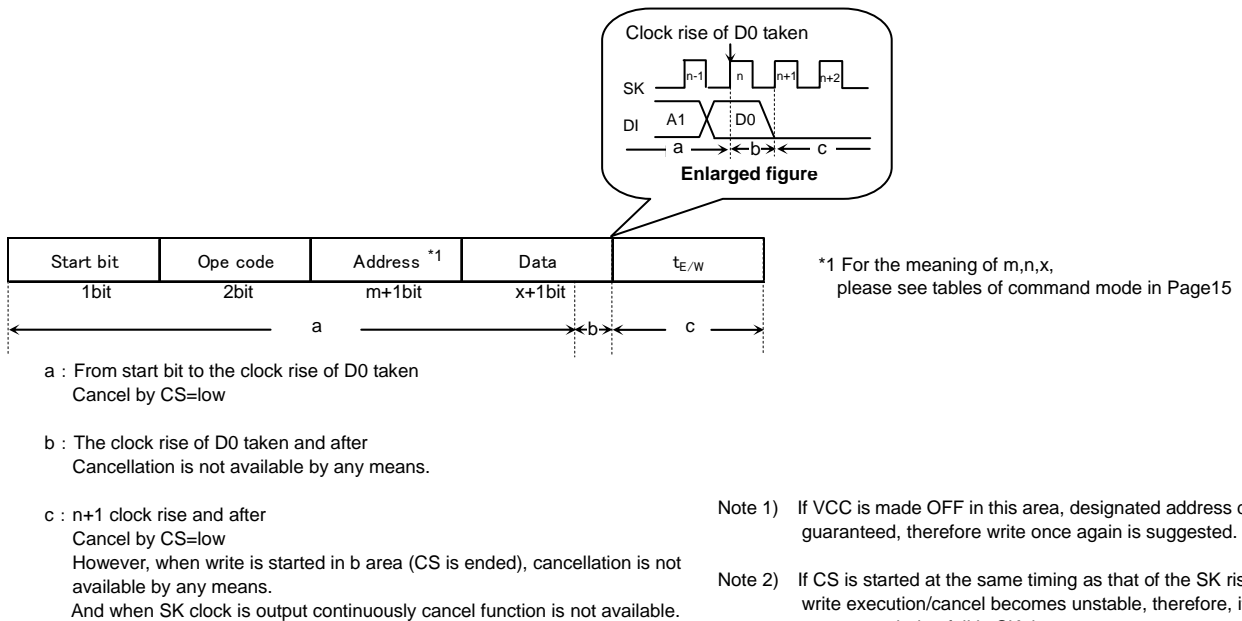 Clock rise of D0 taken
SK n-1 n n+1 n+2
DI A1 D0
a b c
Enlarged figure
Start bit Ope code Address *1 Data tE/W
1bit 2bit m+1bit x+1bit
a b c
*1 For the meaning of m,n,x,
please see tables of command mode in Page15
a : From start bit to the clock rise of D0 taken
Cancel by CS=low
b : The clock rise of D0 taken and after
Cancellation is not available by any means.
c : n+1 clock rise and after
Cancel by CS=low
However, when write is started in b area (CS is ended), cancellation is not
available by any means.
And when SK clock is output continuously cancel function is not available.
Note 1) If VCC is made OFF in this area, designated address
guaranteed, therefore write once again is suggested.
Note 2) If CS is started at the same timing as that of the SK
write execution/cancel becomes unstable, therefore,